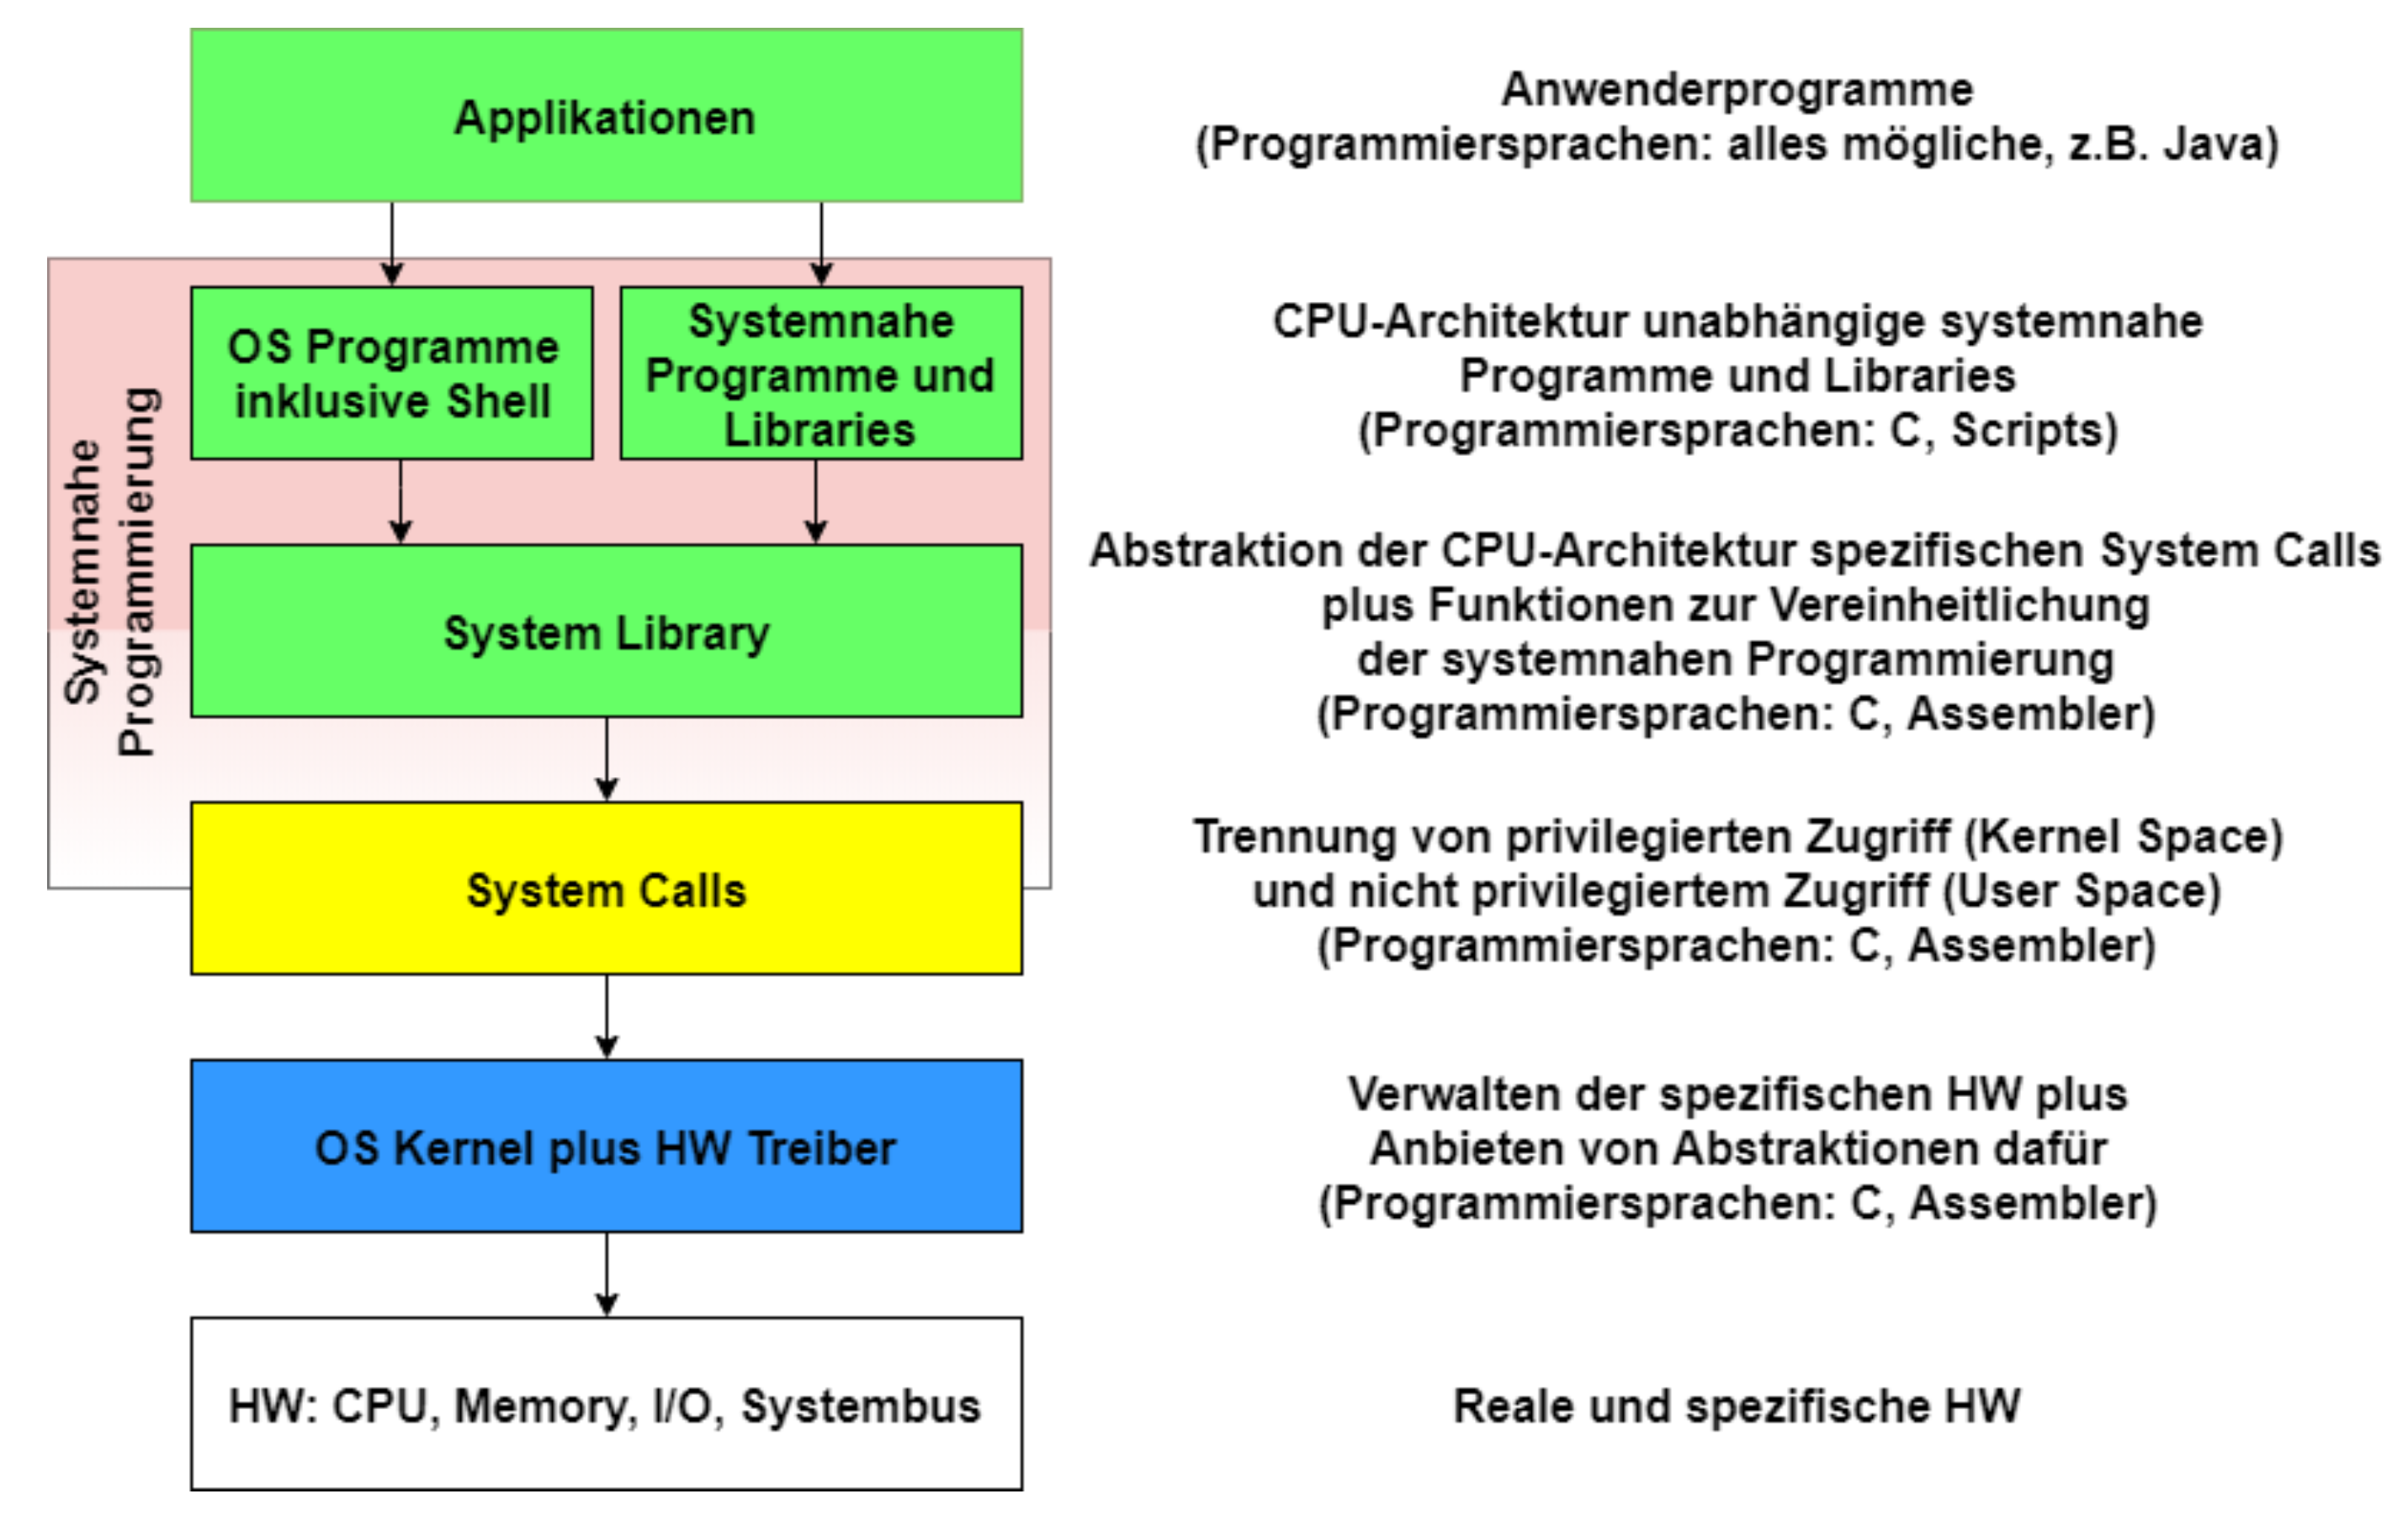 Applikationen
Anwenderprogramme
(Programmiersprachen: alles mögliche, z.B. Java)
Systemnahe
Programmierung
OS Programme
inklusive Shell
Systemnahe
Programme und
Libraries
CPU-Architektur unabhängige systemnahe
Programme und Libraries
(Programmiersprachen: C, Scripts)
System Library
Abstraktion der CPU-Architektur spezifischen System Calls
plus Funktionen zur Vereinheitlichung
der systemnahen Programmierung
(Programmiersprachen: C, Assembler)
System Calls
Trennung von privilegierten Zugriff (Kernel Space)
und nicht privilegiertem Zugriff (User Space)
(Programmiersprachen: C, Assembler)
OS Kernel plus HW Treiber
Verwalten der spezifischen HW plus
Anbieten von Abstraktionen dafür
(Programmiersprachen: C, Assembler)
HW: CPU, Memory, I/O, Systembus
Reale und spezifische HW